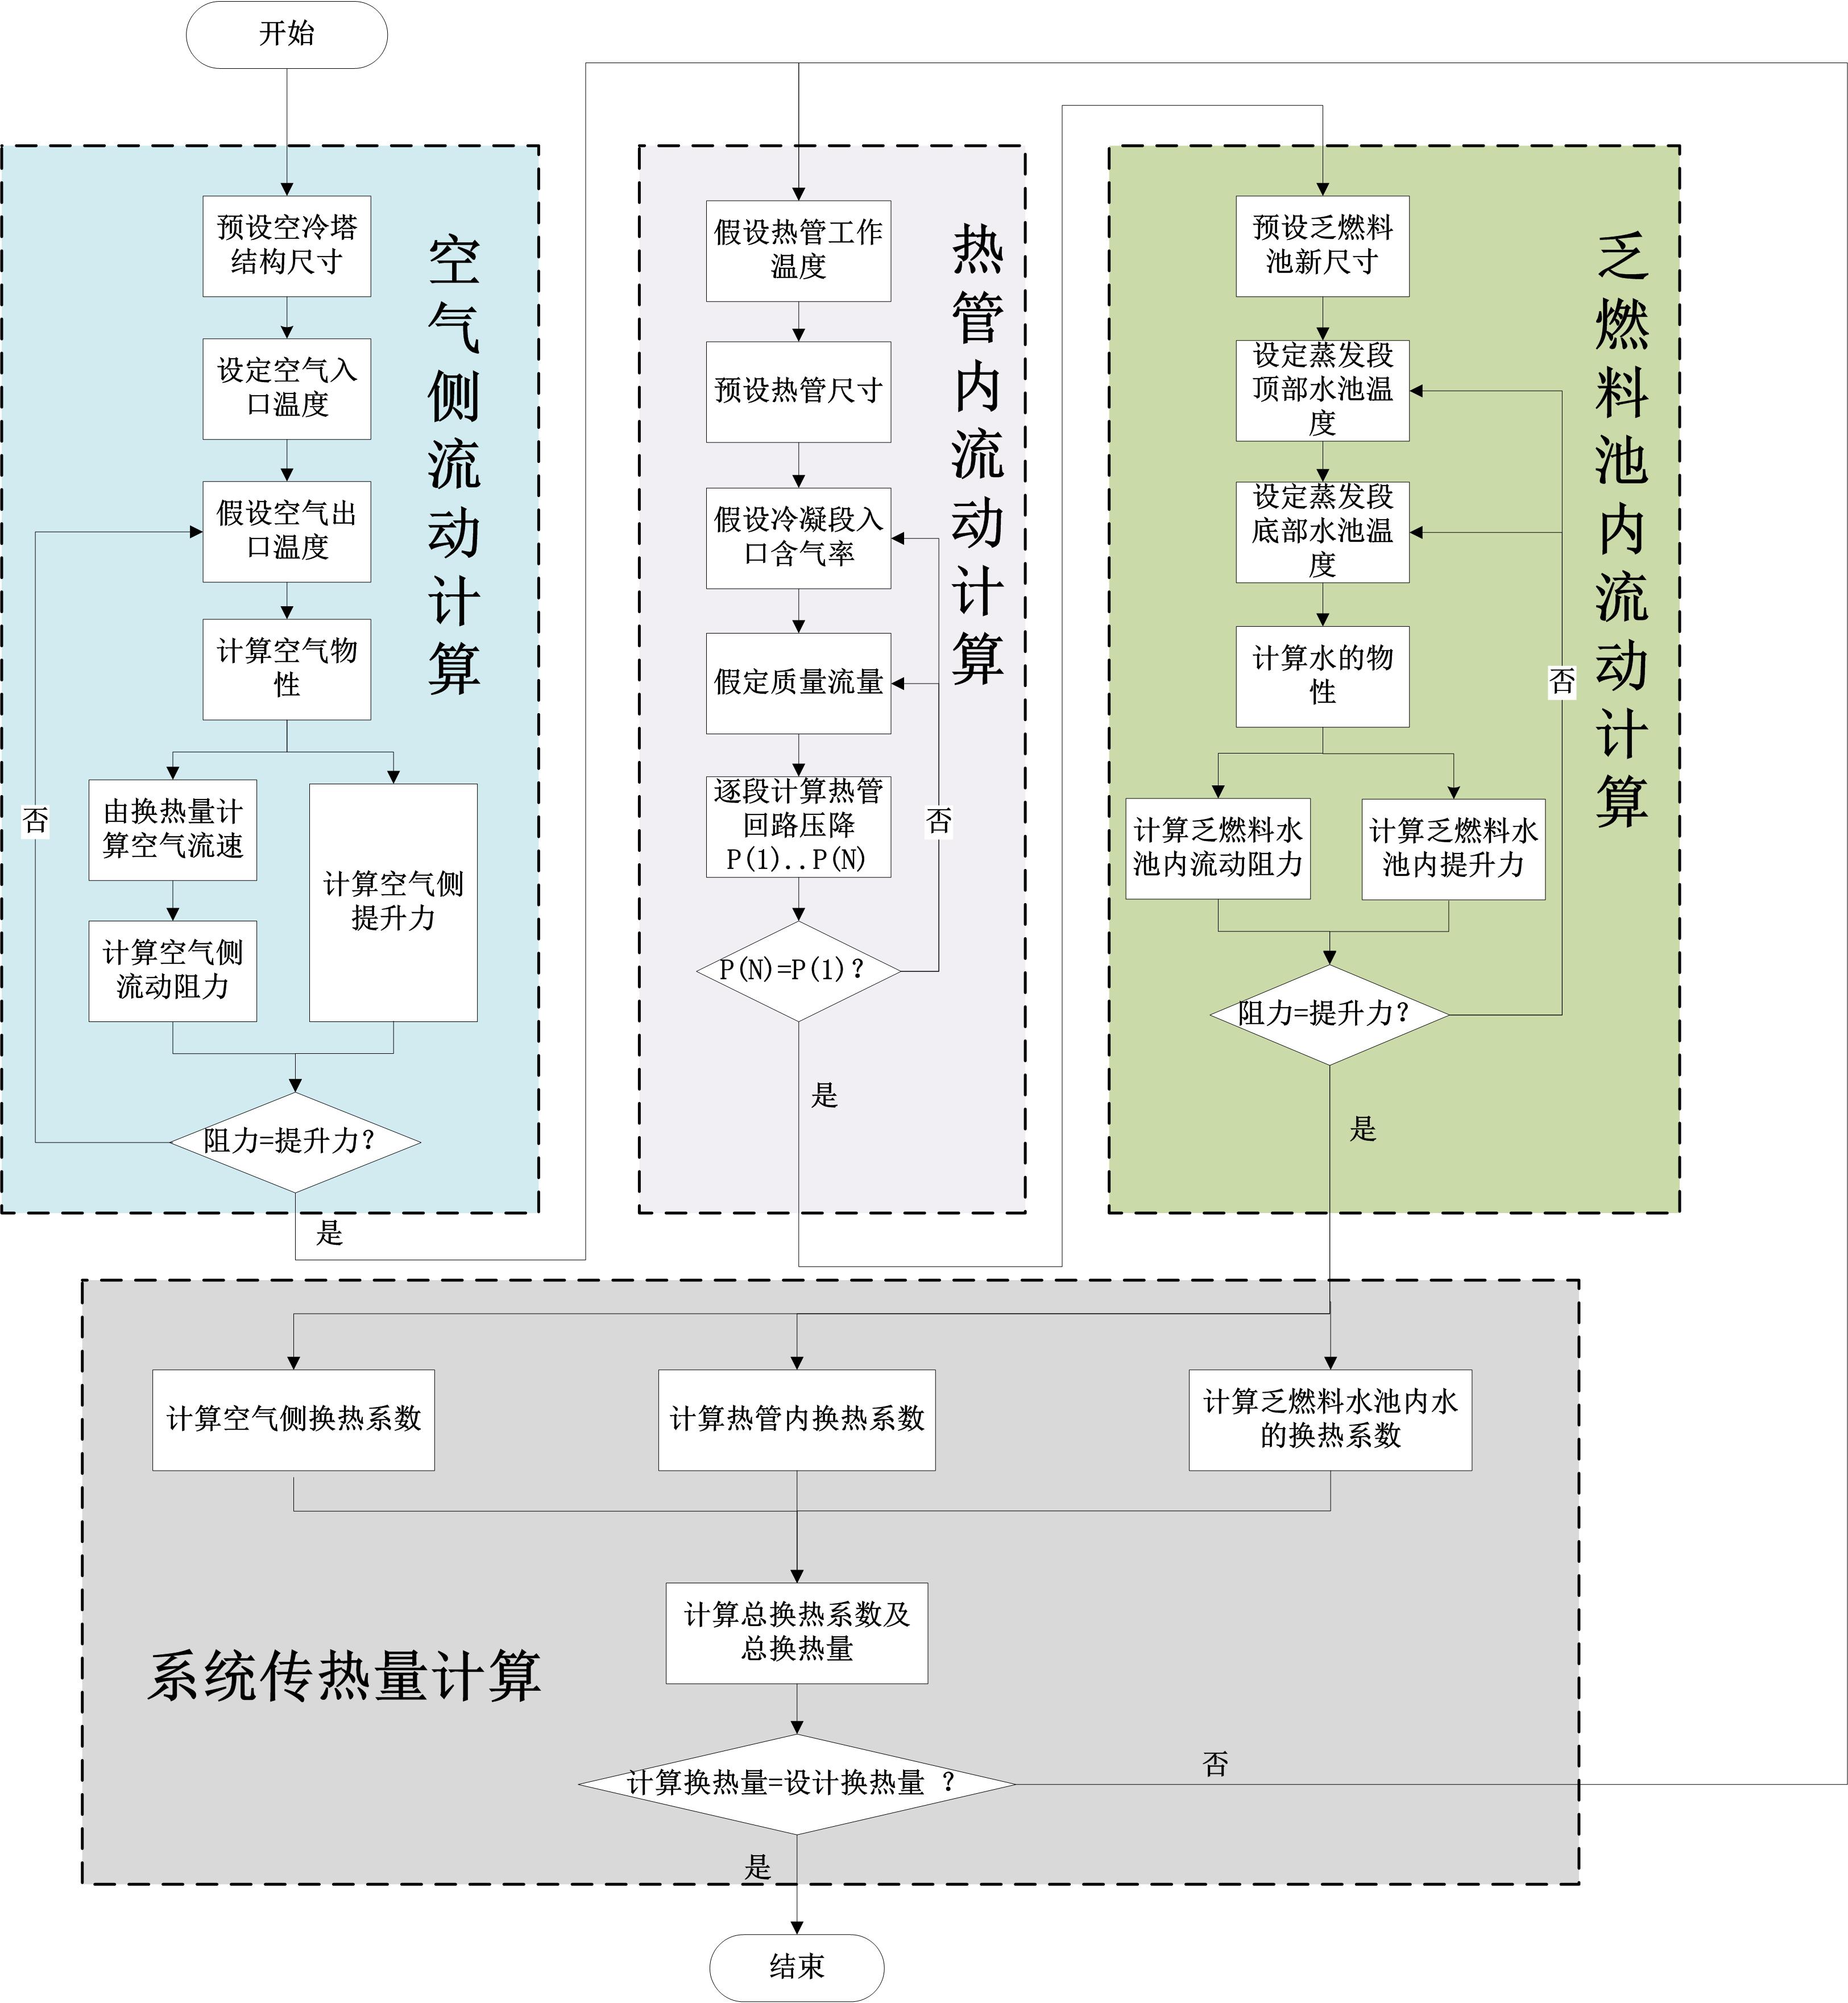 开始
预设空冷塔
结构尺寸
设定空气入
口温度
假设空气出
口温度
计算空气物
性
由换热量计
算空气流速
计算空气侧
流动阻力
计算空气侧
提升力
阻力=提升力？
否
是
空气侧流动计算
假设热管工作
温度
预设热管尺寸
假设冷凝段入
口含气率
假定质量流量
逐段计算热管
回路压降
P(1)..P(N)
P(N)=P(1)？
否
是
热管内流动计算
预设乏燃料
池新尺寸
设定蒸发段
顶部水池温
度
设定蒸发段
底部水池温
度
计算水的物
性
计算乏燃料水
池内流动阻力
计算乏燃料水
池内提升力
阻力=提升力？
否
是
乏燃料池内流动计算
计算空气侧换热系数
计算热管内换热系数
计算乏燃料水池内水
的换热系数
计算总换热系数及
总换热量
系统传热量计算
计算换热量=设计换热量 ？
否
是
结束